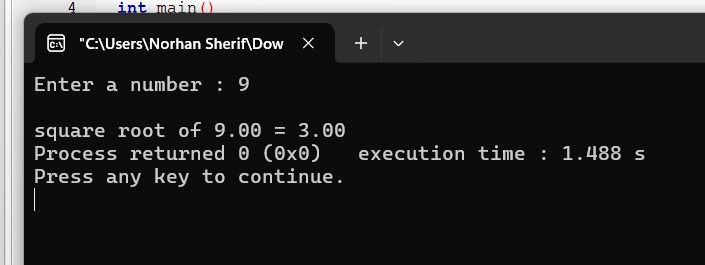 4 int main()
"C:\Users\Norhan Sherif\Dow
Enter a number : 9
square root of 9.00 = 3.00
Process returned 0 (0x0)   execution time : 1.488 s
Press any key to continue.